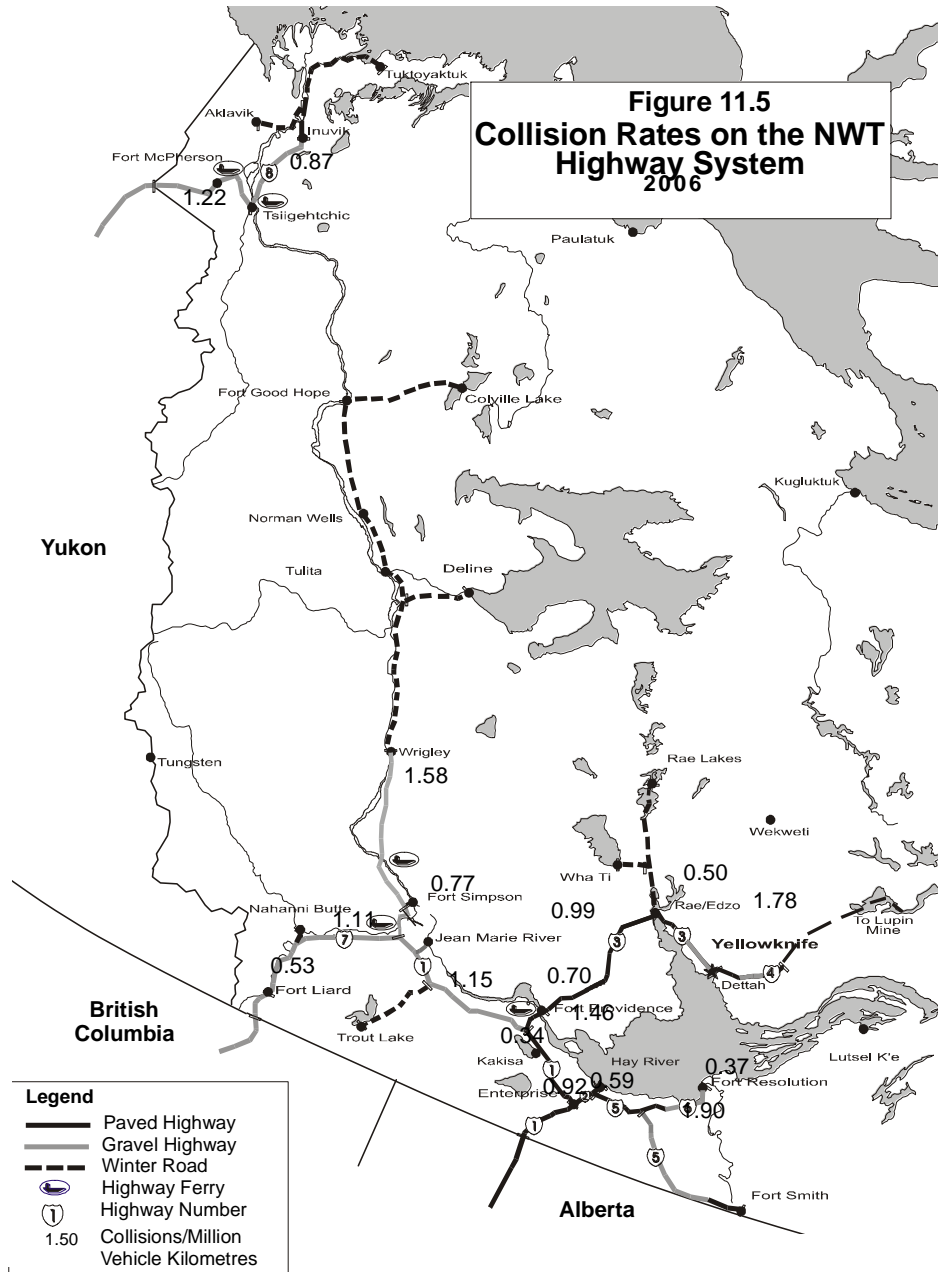 Figure 11.5
Collision Rates on the NWT
Highway System
2006
Tuktoyaktuk
Aklavik
Inuvik
0.87
Fort McPherson
8
1.22
Tsiigehtchic
Paulatuk
Fort Good Hope
Colville Lake
Kugluktuk
Norman Wells
Yukon
Tulita
Deline
Wrigley
1.58
Tungsten
Rae Lakes
Wekweti
Wha Ti
0.50
0.77
Fort Simpson
0.99
Rae/Edzo
1.78
Nahanni Butte
1.11
To Lupin
Mine
7
Jean Marie River
3
3
Yellowknife
4
0.53
1
1.15
0.70
Dettah
Fort Liard
British
Columbia
Trout Lake
Fort Providence
1.46
0.34
Kakisa
Hay River
Lutsel K'e
0.37
Fort Resolution
1
Enterprise
0.92
0.59
2
5
6
1.90
1
5
Alberta
Fort Smith
Legend
Paved Highway
Gravel Highway
Winter Road
Highway Ferry
1
Highway Number
1.50
Collisions/Million
Vehicle Kilometres